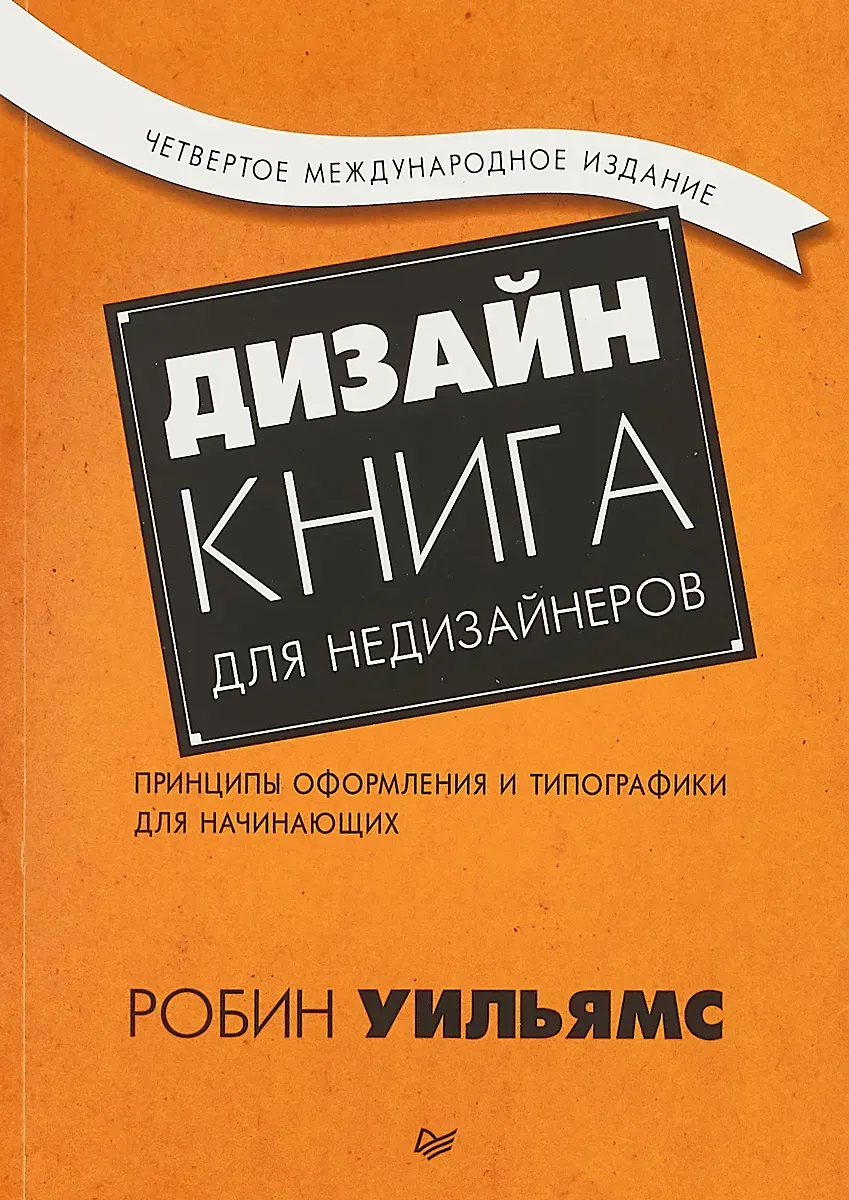 ЧЕТВЕРТОЕ МЕЖДУНАРОДНОЕ ИЗДАНИЕ
ДИЗАЙН
КНИГА
ДЛЯ НЕДИЗАЙНЕРОВ
ПРИНЦИПЫ ОФОРМЛЕНИЯ И ТИПОГРАФИКИ
ДЛЯ НАЧИНАЮЩИХ
РОБИН УИЛЬЯМС